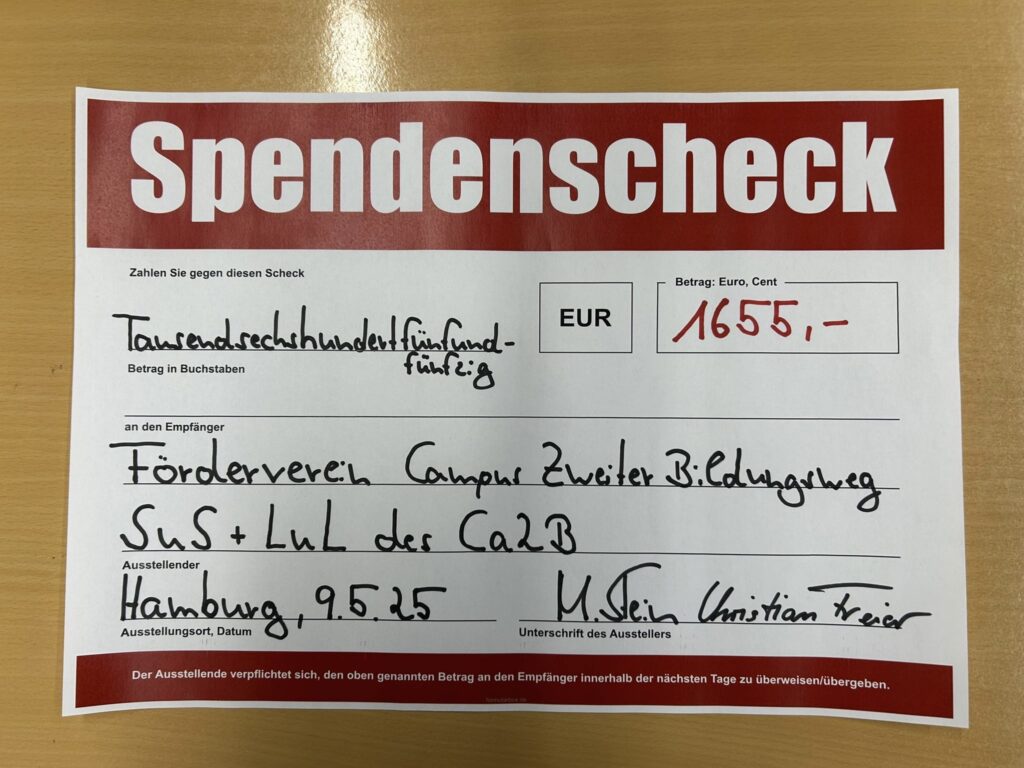 Spendenscheck
Zahlen Sie gegen diesen Scheck
Betrag: Euro, Cent
EUR
1655,-
Tausendsechshundertfünfund-
fünfzig
Betrag in Buchstaben
an den Empfänger
Förderverein Campus Zweiter Bildungsweg
SuS + LuL des Ca2B
Ausstellender
Hamburg, 9.5.25
M. Stein Christian Freier
Ausstellungsort, Datum
Unterschrift des Ausstellers
Der Ausstellende verpflichtet sich, den oben genannten Betrag an den Empfänger innerhalb der nächsten Tage zu überweisen/übergeben.